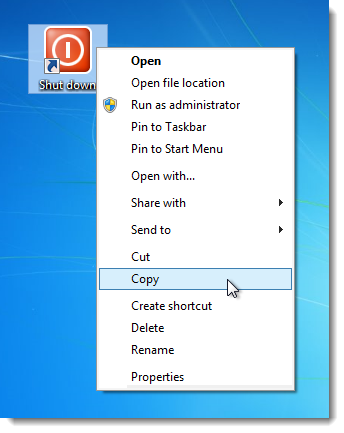 Shut down
Open
Open file location
Run as administrator
Pin to Taskbar
Pin to Start Menu
Open with...
Share with
Send to
Cut
Copy
Create shortcut
Delete
Rename
Properties